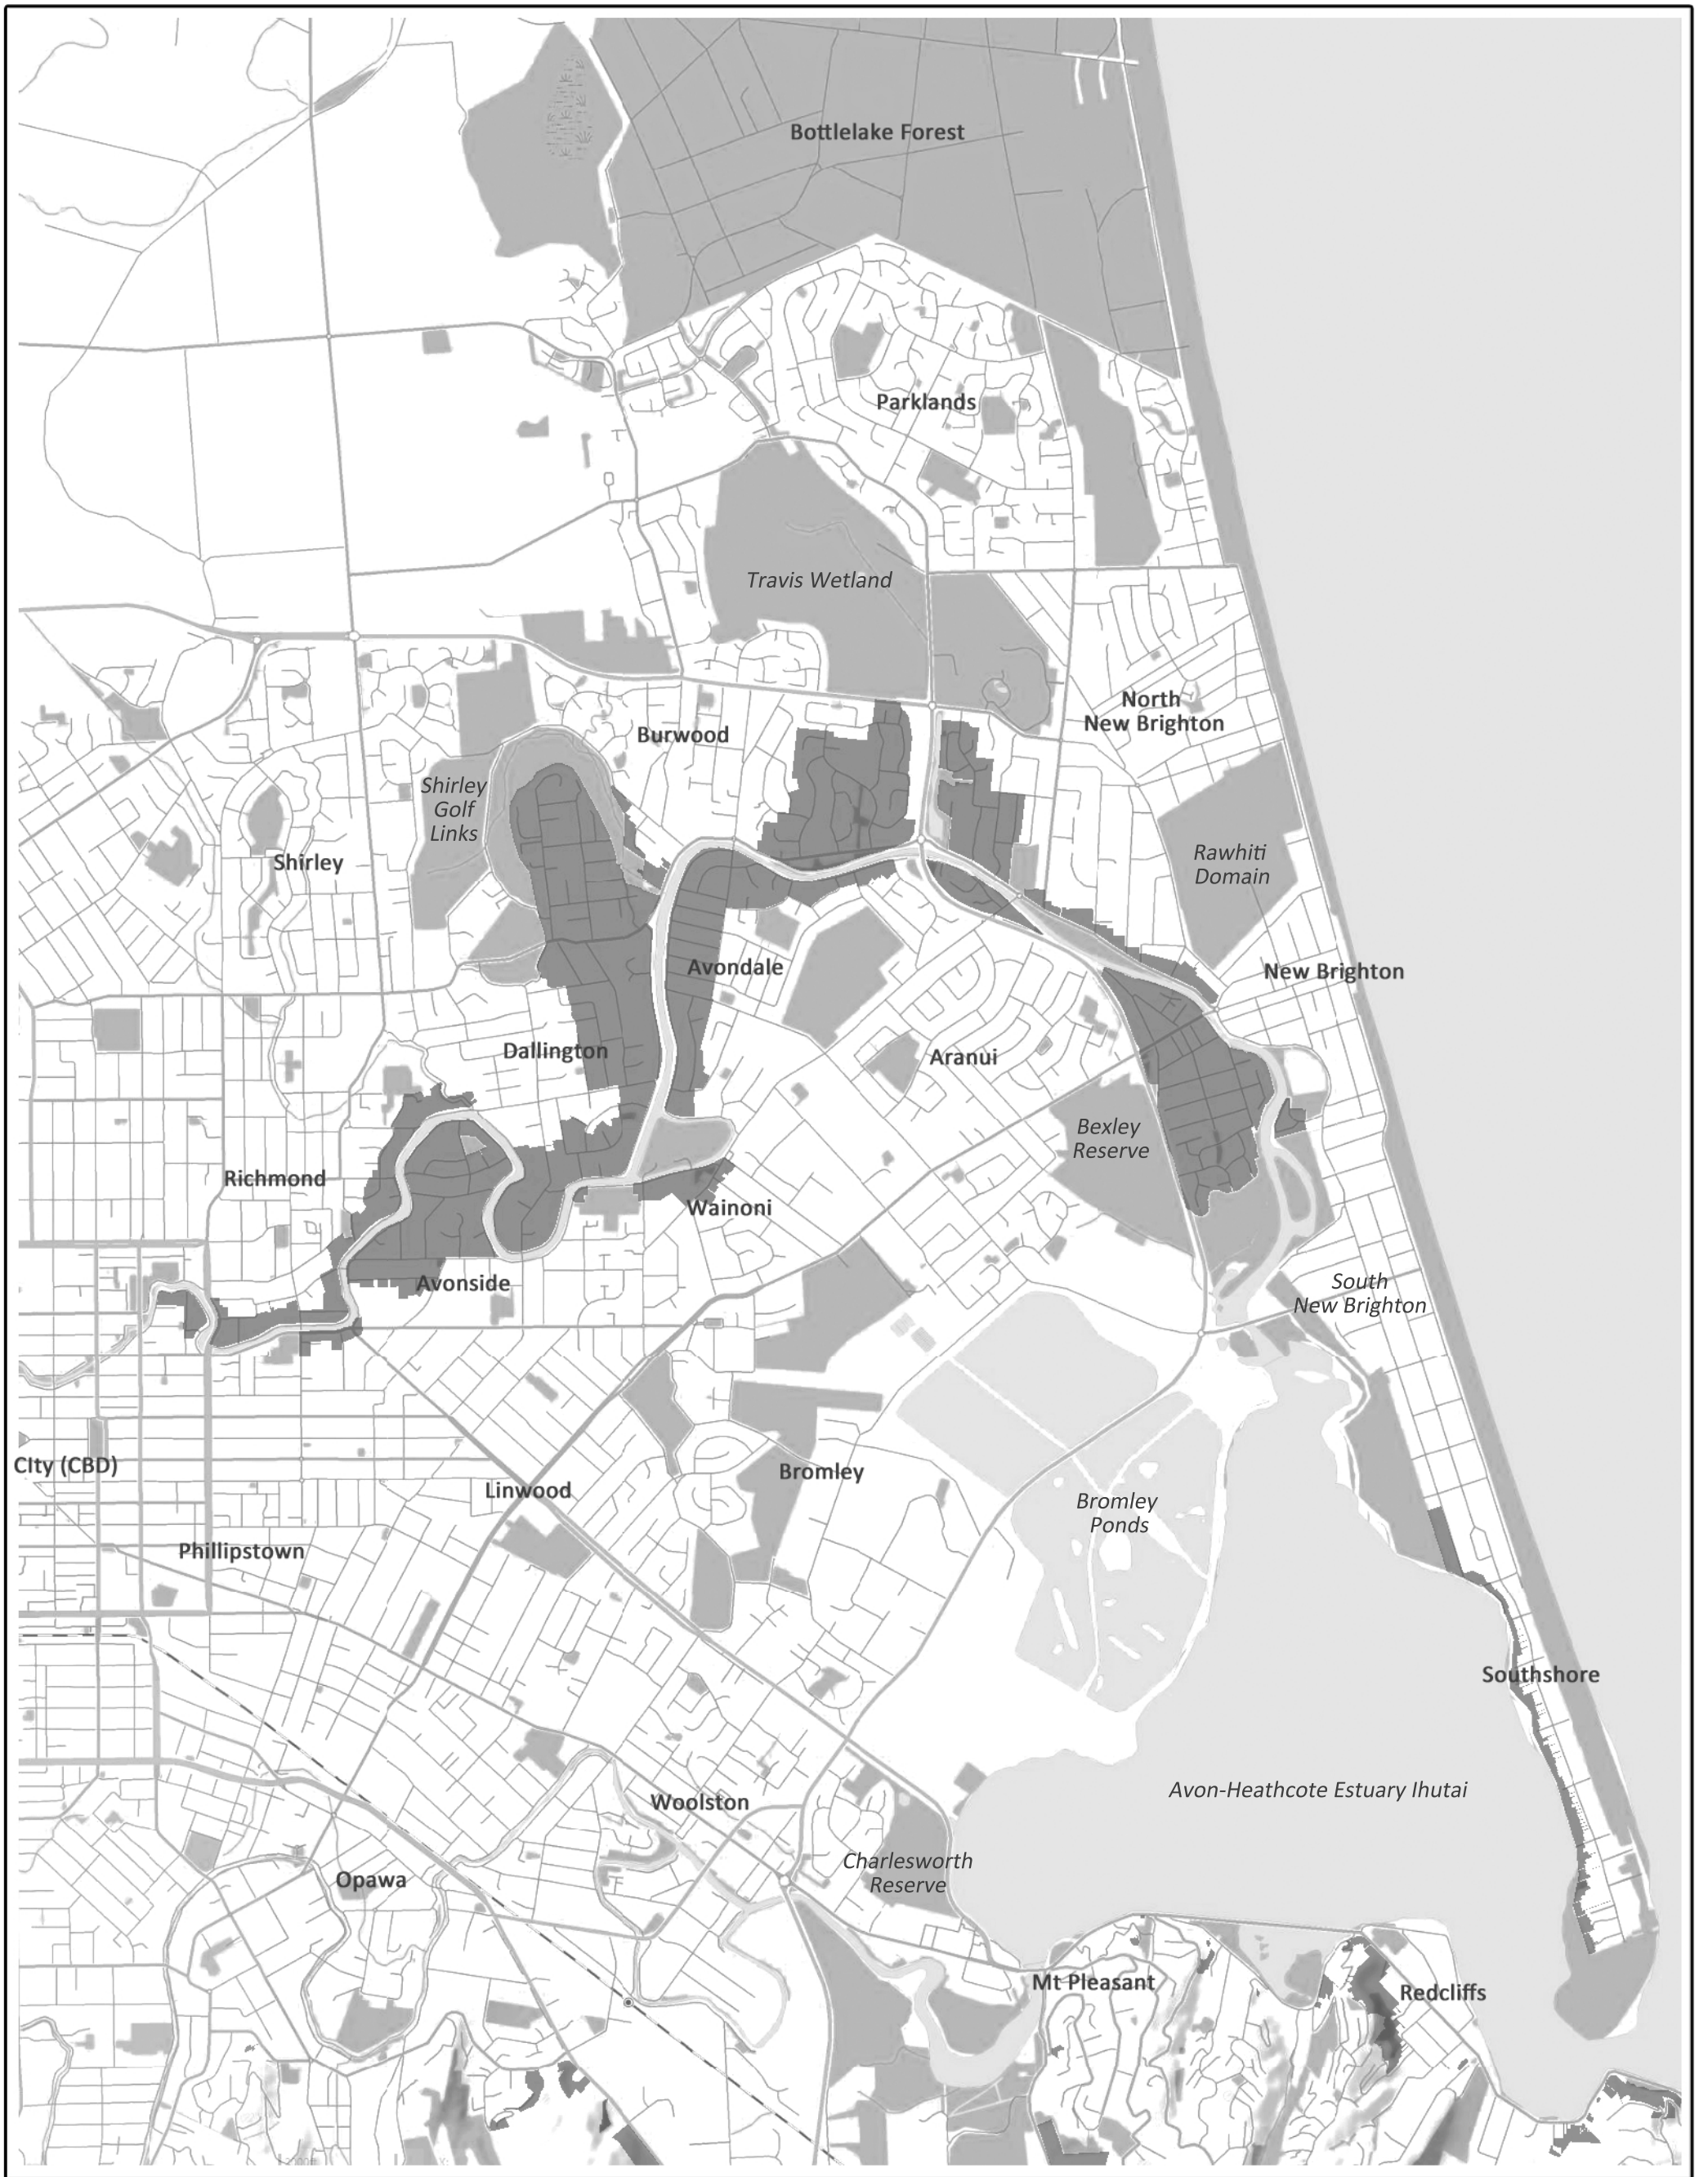 Bottlelake Forest
Parklands
Travis Wetland
North
New Brighton
Burwood
Shirley
Golf
Links
Shirley
Rawhiti
Domain
Avondale
New Brighton
Dallington
Aranui
Bexley
Reserve
Richmond
Wainoni
Avonside
South
New Brighton
CIty (CBD)
Linwood
Bromley
Bromley
Ponds
Phillipstown
Southshore
Avon-Heathcote Estuary Ihutai
Woolston
Charlesworth
Reserve
Opawa
Mt Pleasant
Redcliffs